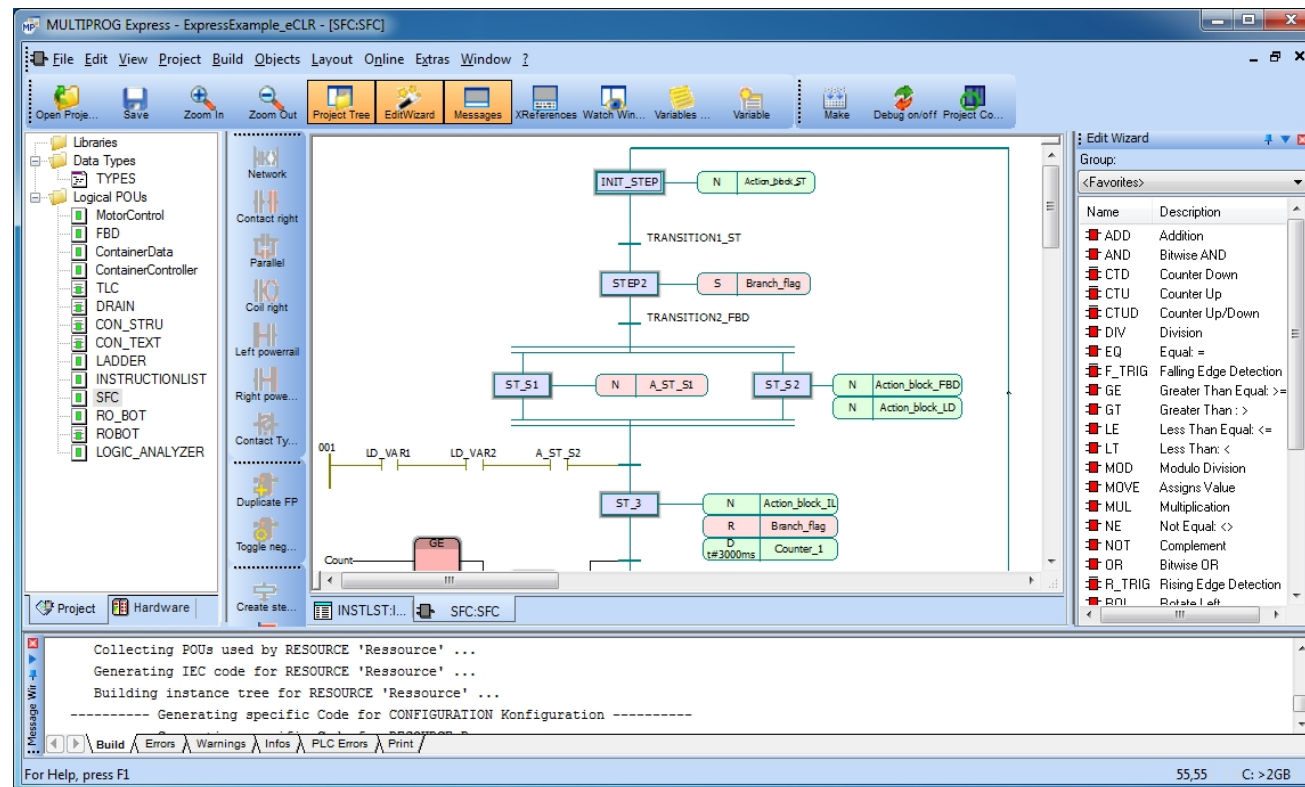 MULTIPROG Express - ExpressExample_eCLR - [SFC:SFC]
File Edit View Project Build Objects Layout Online Extras Window ?
Open Proje... Save Zoom In Zoom Out Project Tree EditWizard Messages XReferences Watch Win... Variables ... Variable Make Debug on/off Project Co...
Libraries
Data Types
TYPES
Logical POUs
MotorControl
FBD
ContainerData
ContainerController
TLC
DRAIN
CON_STRU
CON_TEXT
LADDER
INSTRUCTIONLIST
SFC
RO_BOT
ROBOT
LOGIC_ANALYZER
Project Hardware
Network
Contact right
Parallel
Coil right
Left powerrail
Right powe...
Contact Ty...
Duplicate FP
Toggle neg...
Create ste...
INIT_STEP N Action_block_ST
TRANSITION1_ST
STEP2 S Branch_flag
TRANSITION2_FBD
ST_S1 N A_ST_S1 ST_S2 N Action_block_FBD
N Action_block_LD
001 LD_VAR1 LD_VAR2 A_ST_S2
ST_3 N Action_block_IL
R Branch_flag
D t#3000ms Counter_1
GE
Count
INSTLST:I... SFC:SFC
Edit Wizard
Group:
<Favorites>
Name Description
ADD Addition
AND Bitwise AND
CTD Counter Down
CTU Counter Up
CTUD Counter Up/Down
DIV Division
EQ Equal: =
F_TRIG Falling Edge Detection
GE Greater Than Equal: >=
GT Greater Than : >
LE Less Than Equal: <=
LT Less Than: <
MOD Modulo Division
MOVE Assigns Value
MUL Multiplication
NE Not Equal: <>
NOT Complement
OR Bitwise OR
R_TRIG Rising Edge Detection
ROL Rotate Left
Message Wir
Collecting POUs used by RESOURCE 'Ressource' ...
Generating IEC code for RESOURCE 'Ressource' ...
Building instance tree for RESOURCE 'Ressource' ...
---------- Generating specific Code for CONFIGURATION Konfiguration ----------
Build Errors Warnings Infos PLC Errors Print
For Help, press F1 55,55 C: >2GB